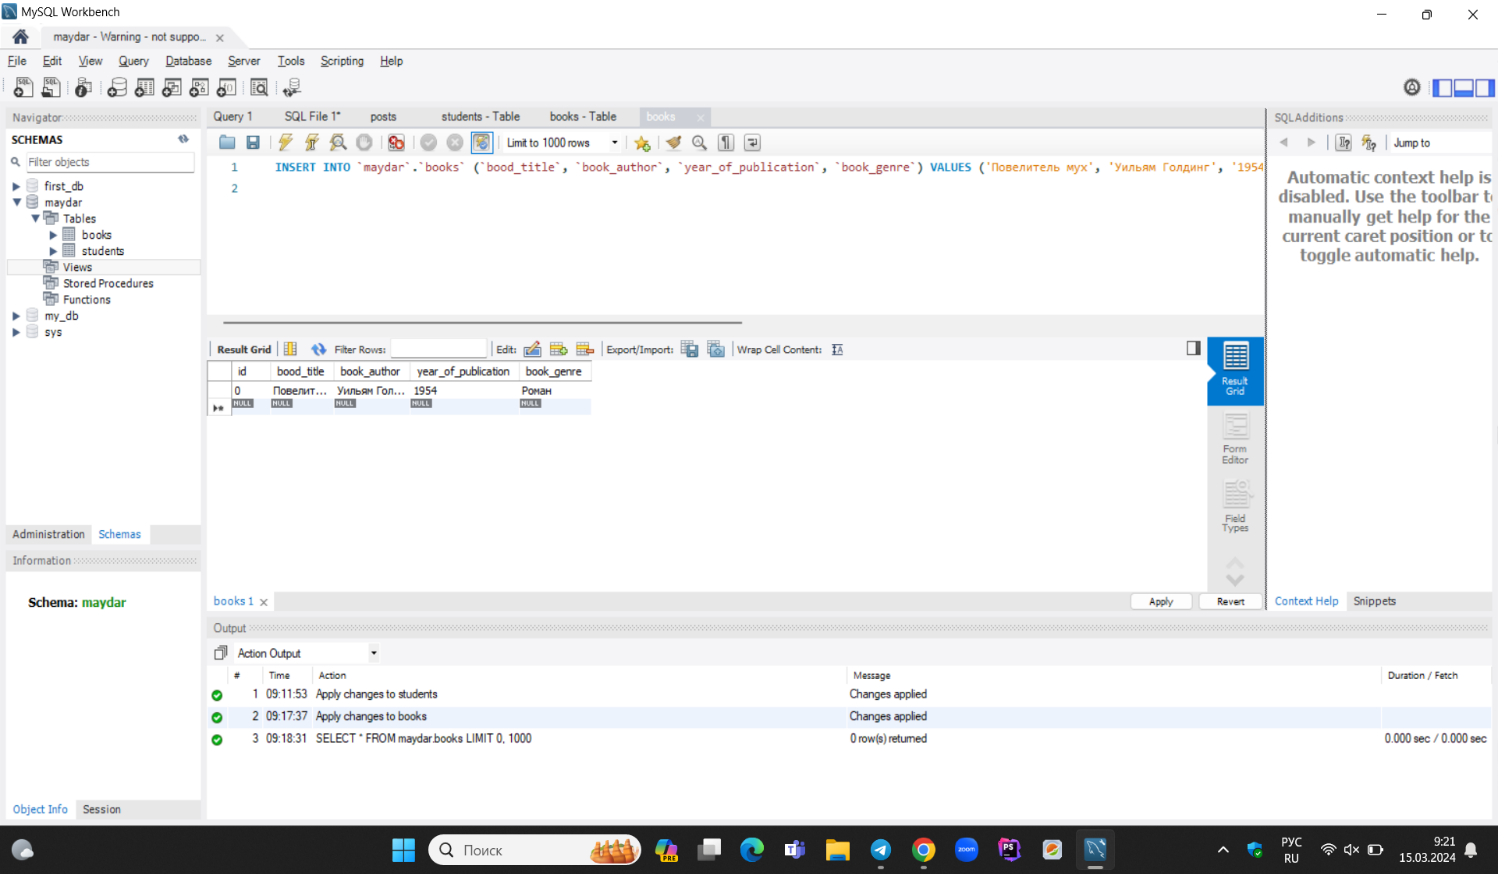 MySQL Workbench
maydar - Warning - not suppo...
File Edit View Query Database Server Tools Scripting Help
Navigator
SCHEMAS
Filter objects
first_db
maydar
Tables
books
students
Views
Stored Procedures
Functions
my_db
sys
Administration Schemas
Information
Schema: maydar
Object Info Session
Query 1 SQL File 1* posts students - Table books - Table books
Limit to 1000 rows
1 INSERT INTO `maydar`.`books` (`bood_title`, `book_author`, `year_of_publication`, `book_genre`) VALUES ('Повелитель мух', 'Уильям Голдинг', '1954
2
Result Grid Filter Rows: Edit: Export/Import: Wrap Cell Content:
id bood_title book_author year_of_publication book_genre
0 Повелит... Уильям Гол... 1954 Роман
NULL NULL NULL NULL NULL
Result Grid
Form Editor
Field Types
books 1 Apply Revert
SQLAdditions
Jump to
Automatic context help is
disabled. Use the toolbar to
manually get help for the
current caret position or to
toggle automatic help.
Context Help Snippets
Output
Action Output
# Time Action Message Duration / Fetch
1 09:11:53 Apply changes to students Changes applied
2 09:17:37 Apply changes to books Changes applied
3 09:18:31 SELECT * FROM maydar.books LIMIT 0, 1000 0 row(s) returned 0.000 sec / 0.000 sec
Поиск
PRE
zoom
PS
РУС
RU
9:21
15.03.2024